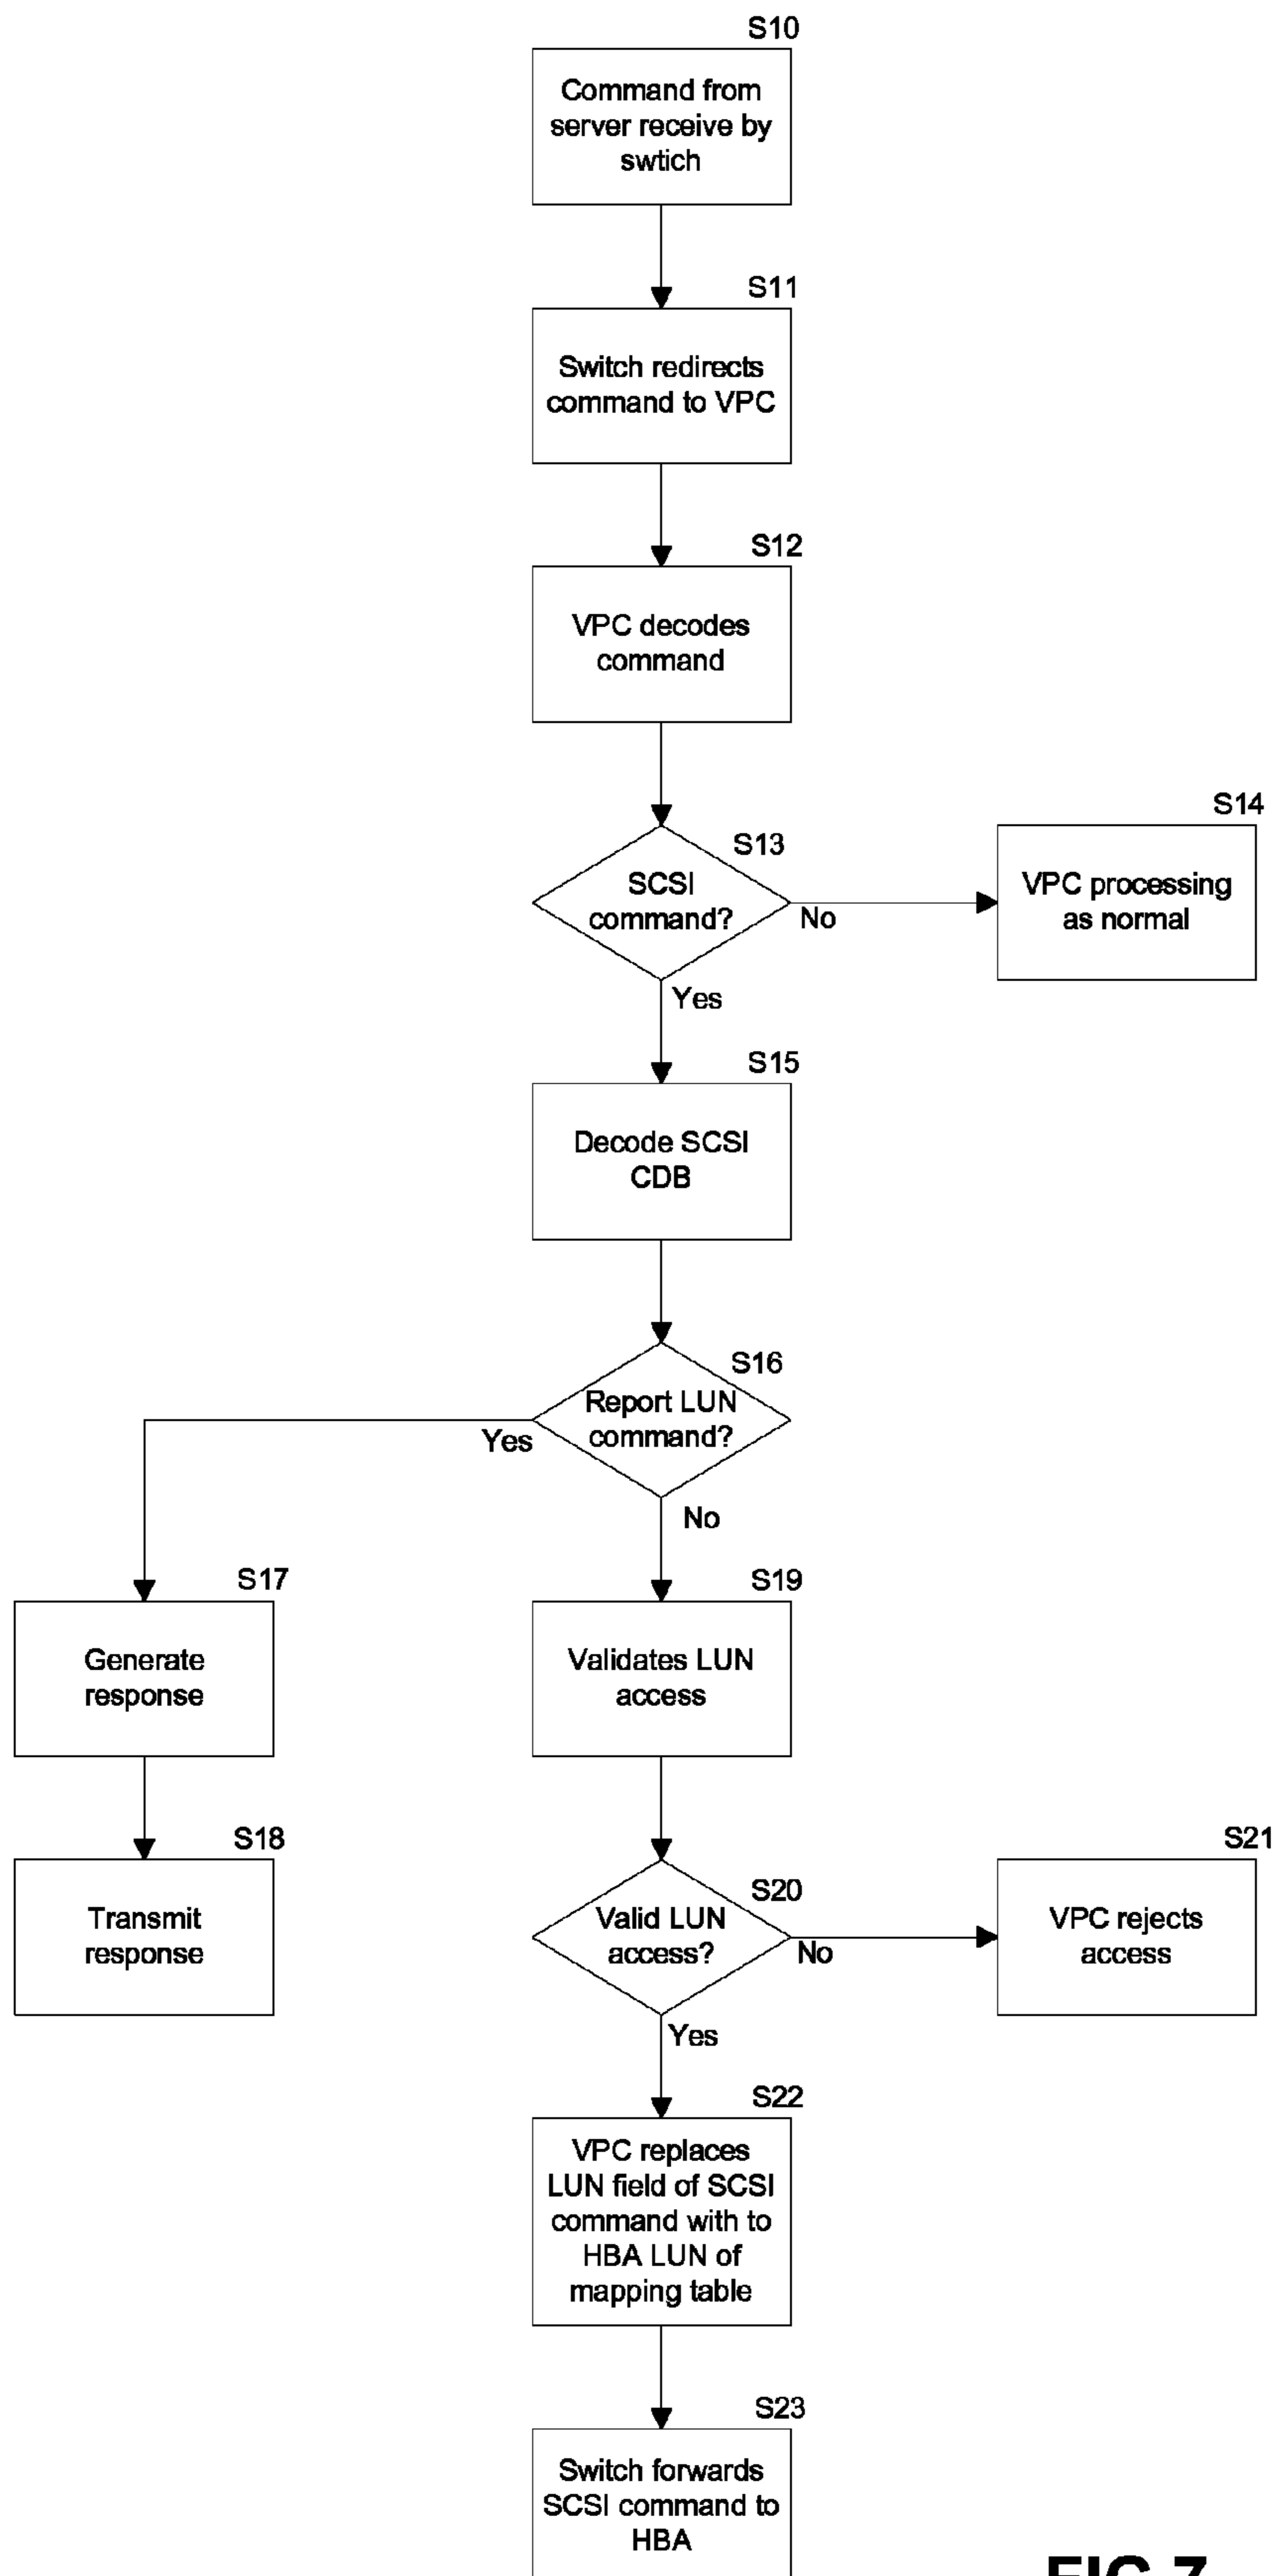 S10
Command from
server receive by
swtich
S11
Switch redirects
command to VPC
S12
VPC decodes
command
S13
SCSI
command?
No
Yes
S14
VPC processing
as normal
S15
Decode SCSI
CDB
S16
Report LUN
command?
Yes
No
S17
Generate
response
S18
Transmit
response
S19
Validates LUN
access
S20
Valid LUN
access?
No
Yes
S21
VPC rejects
access
S22
VPC replaces
LUN field of SCSI
command with to
HBA LUN of
mapping table
S23
Switch forwards
SCSI command to
HBA
FIG 7